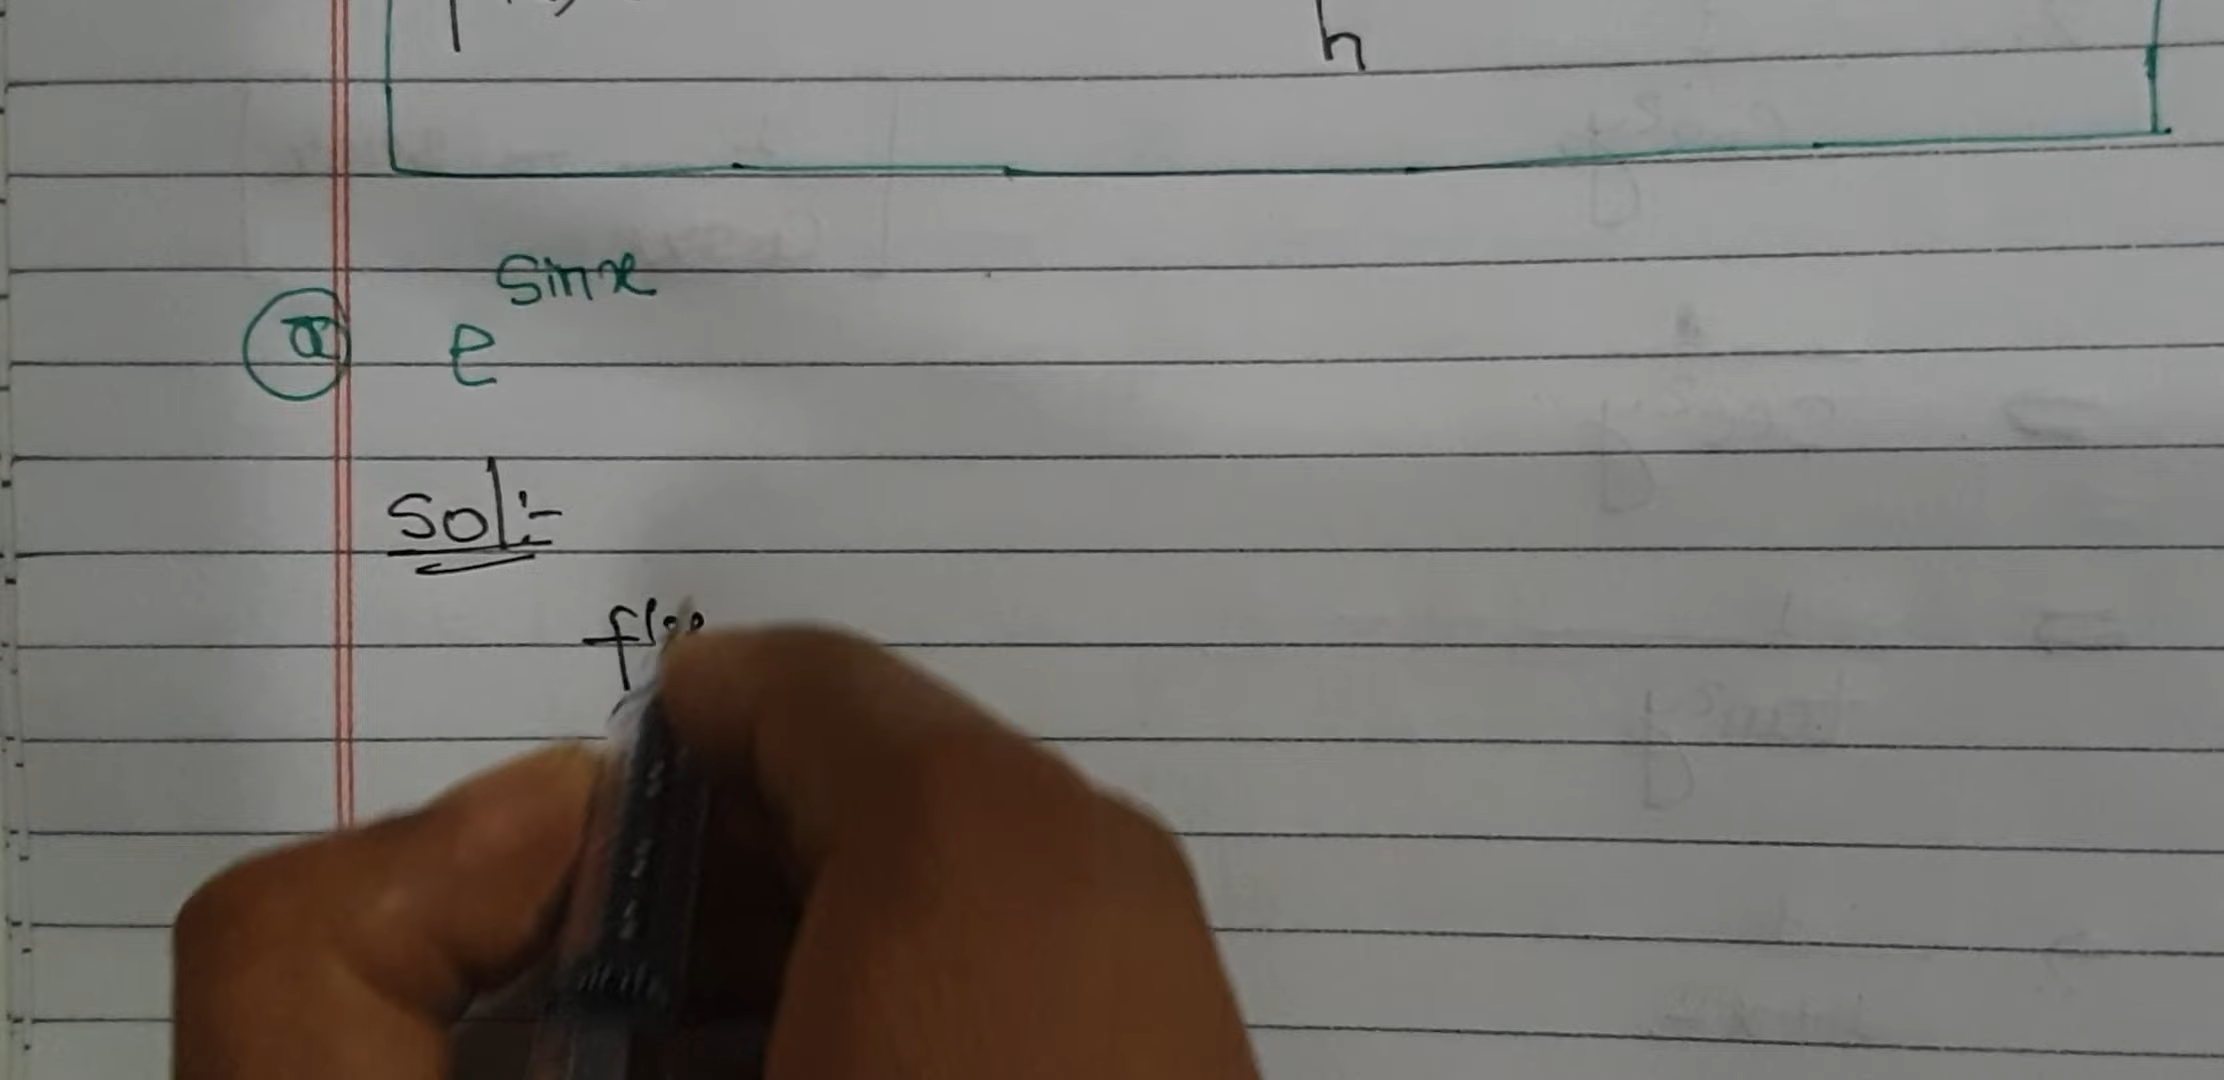 h
e^sinx
Sol:-
f(x